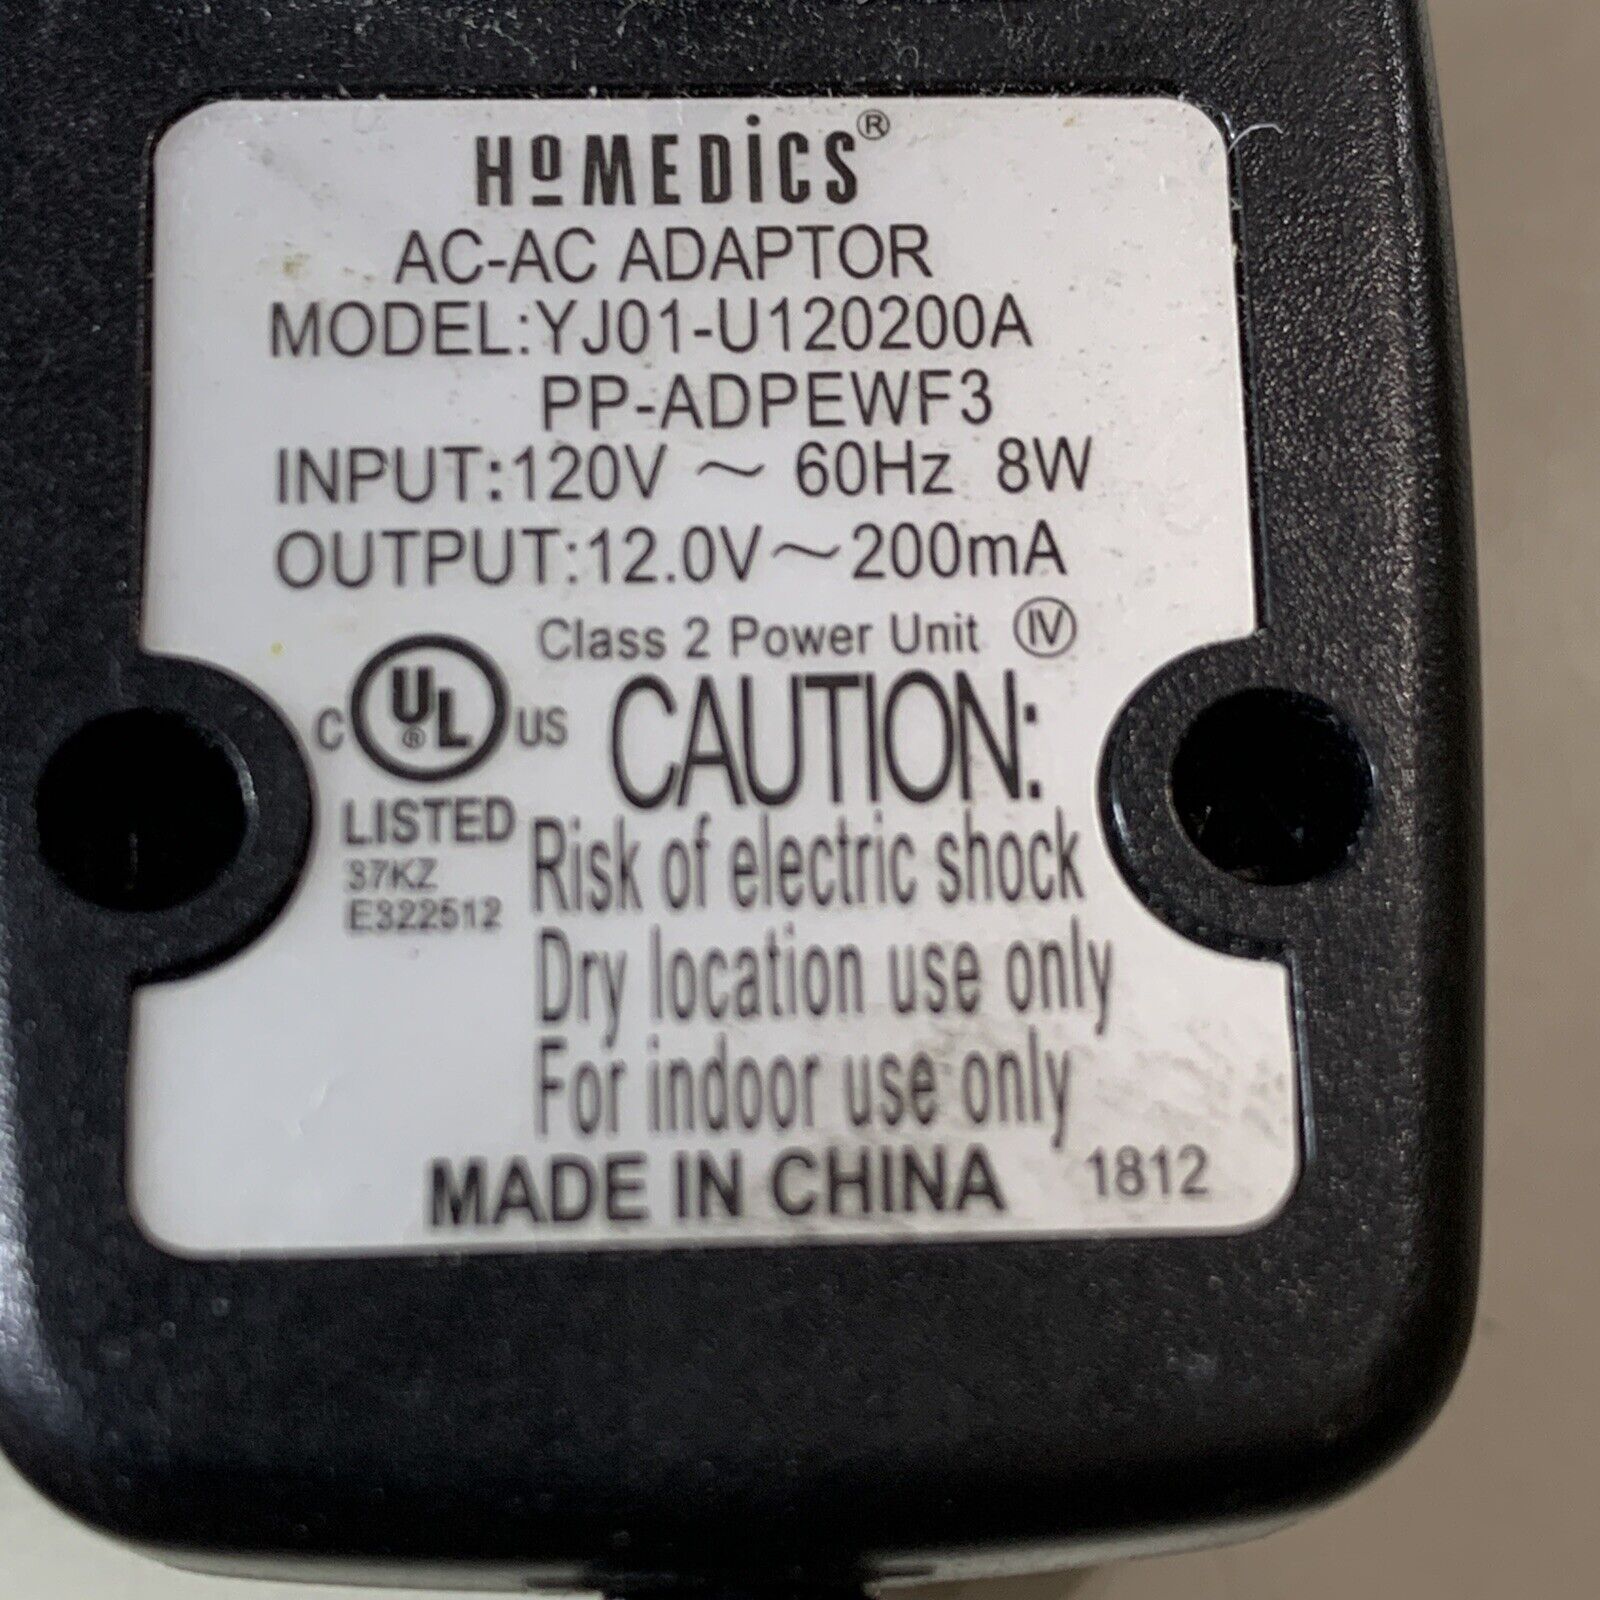 HoMEDiCS®
AC-AC ADAPTOR
MODEL:YJ01-U120200A
PP-ADPEWF3
INPUT:120V ~ 60Hz 8W
OUTPUT:12.0V~200mA
Class 2 Power Unit IV
C UL® US
LISTED
37KZ
E322512
CAUTION:
Risk of electric shock
Dry location use only
For indoor use only
MADE IN CHINA 1812